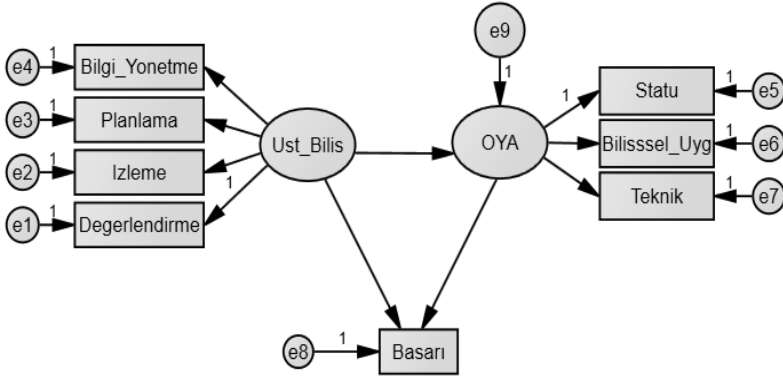 e9
1
e4
1
Bilgi_Yonetme
e3
1
Planlama
e2
1
Izleme
e1
1
Degerlendirme
1
Ust_Bilis
OYA
1
Statu
1
e5
Bilisssel_Uyg
1
e6
Teknik
1
e7
e8
1
Basarı